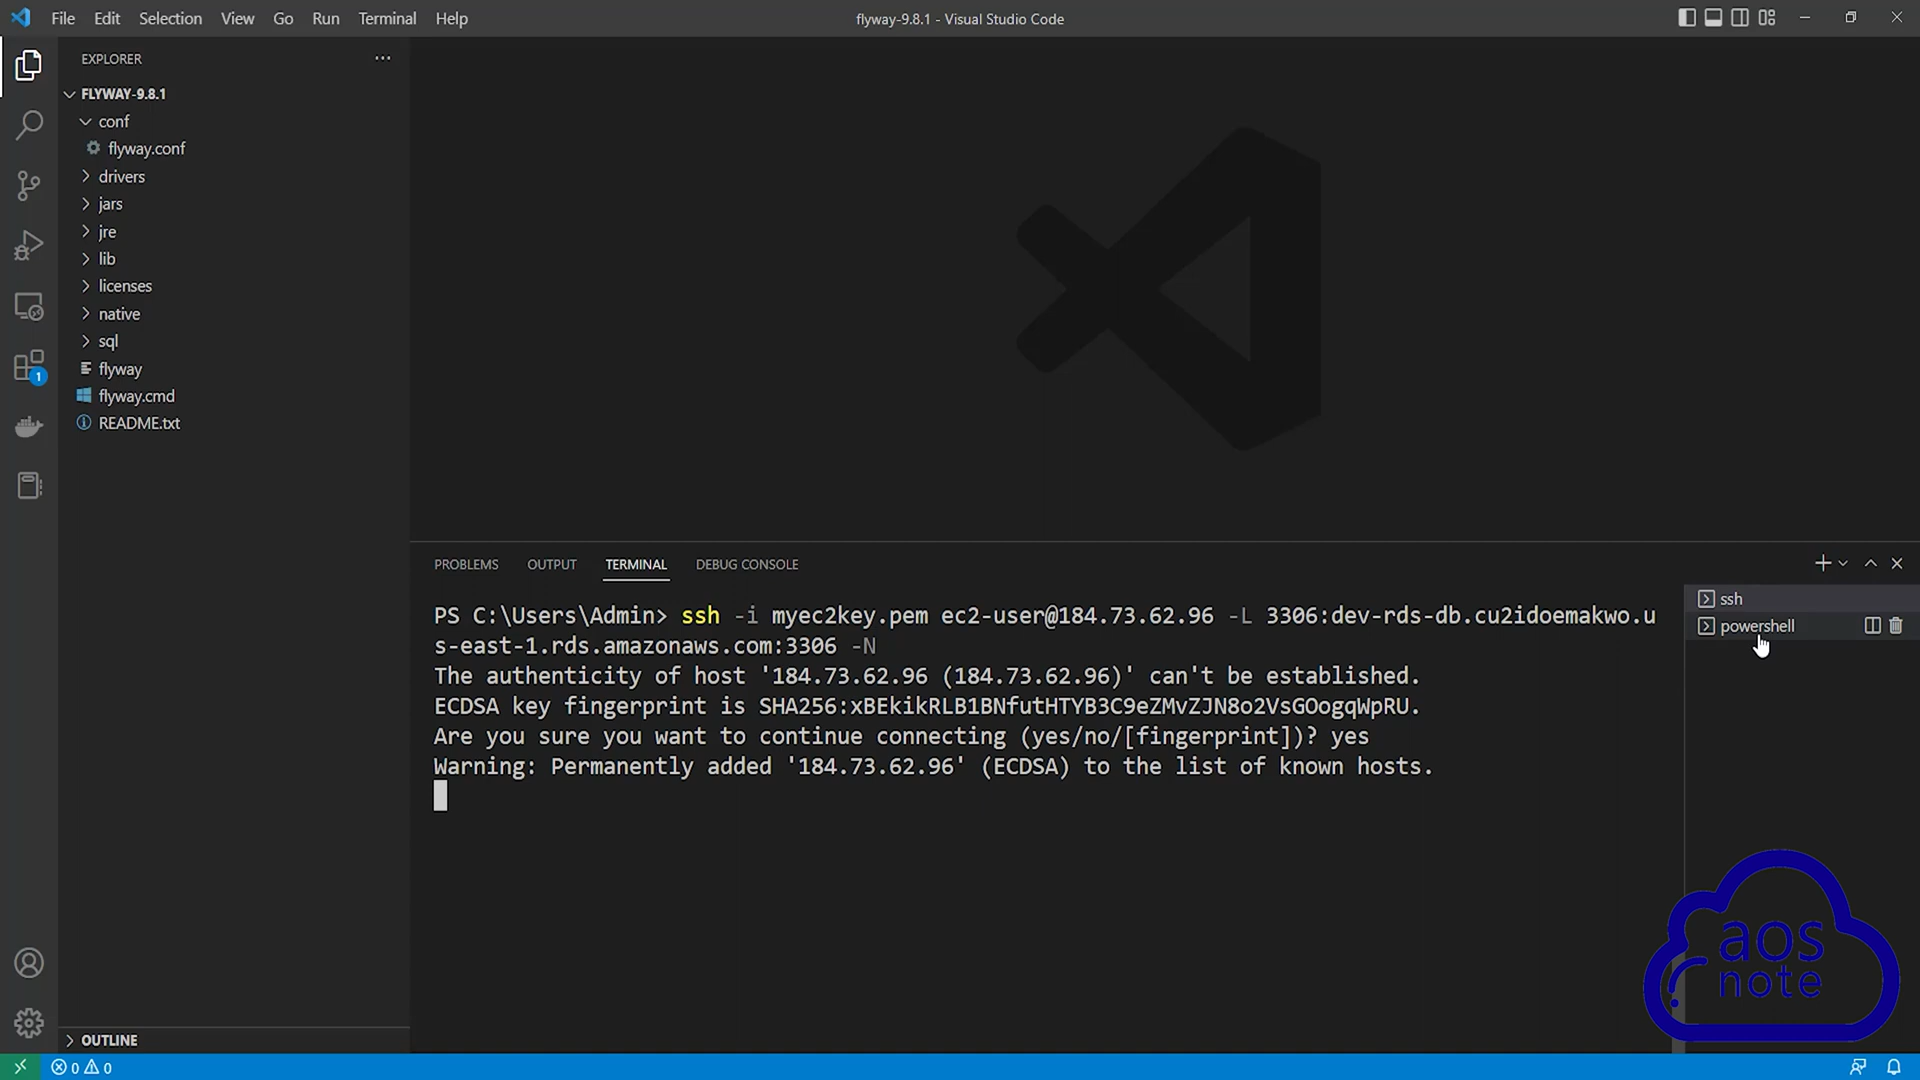 File Edit Selection View Go Run Terminal Help
flyway-9.8.1 - Visual Studio Code
EXPLORER
FLYWAY-9.8.1
conf
flyway.conf
drivers
jars
jre
lib
licenses
native
sql
flyway
flyway.cmd
README.txt
OUTLINE
1
PROBLEMS OUTPUT TERMINAL DEBUG CONSOLE
PS C:\Users\Admin> ssh -i myec2key.pem ec2-user@184.73.62.96 -L 3306:dev-rds-db.cu2idoemakwo.u
s-east-1.rds.amazonaws.com:3306 -N
The authenticity of host '184.73.62.96 (184.73.62.96)' can't be established.
ECDSA key fingerprint is SHA256:xBEkikRLB1BNfutHTYB3C9eZMvZJN8o2VsGOogqWpRU.
Are you sure you want to continue connecting (yes/no/[fingerprint])? yes
Warning: Permanently added '184.73.62.96' (ECDSA) to the list of known hosts.
ssh
powershell
aos
note
0 0